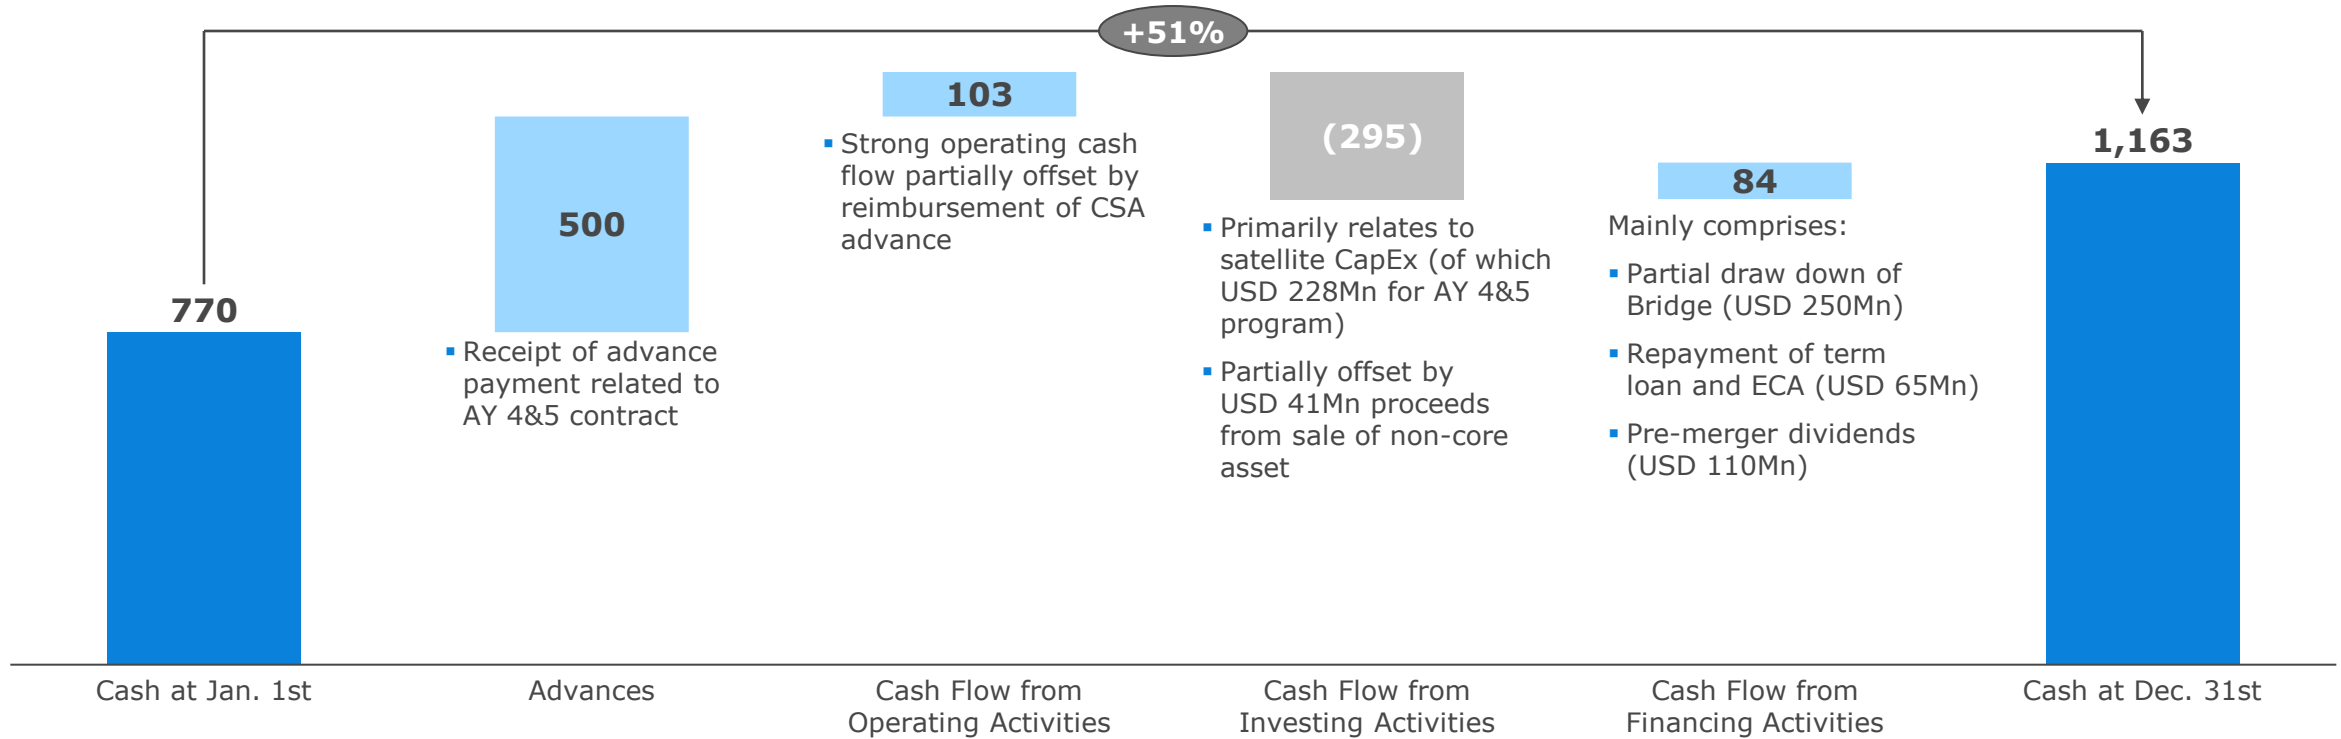 +51%
770
500
▪ Receipt of advance
payment related to
AY 4&5 contract
103
▪ Strong operating cash
flow partially offset by
reimbursement of CSA
advance
(295)
▪ Primarily relates to
satellite CapEx (of which
USD 228Mn for AY 4&5
program)
▪ Partially offset by
USD 41Mn proceeds
from sale of non-core
asset
84
Mainly comprises:
▪ Partial draw down of
Bridge (USD 250Mn)
▪ Repayment of term
loan and ECA (USD 65Mn)
▪ Pre-merger dividends
(USD 110Mn)
1,163
Cash at Jan. 1st
Advances
Cash Flow from
Operating Activities
Cash Flow from
Investing Activities
Cash Flow from
Financing Activities
Cash at Dec. 31st